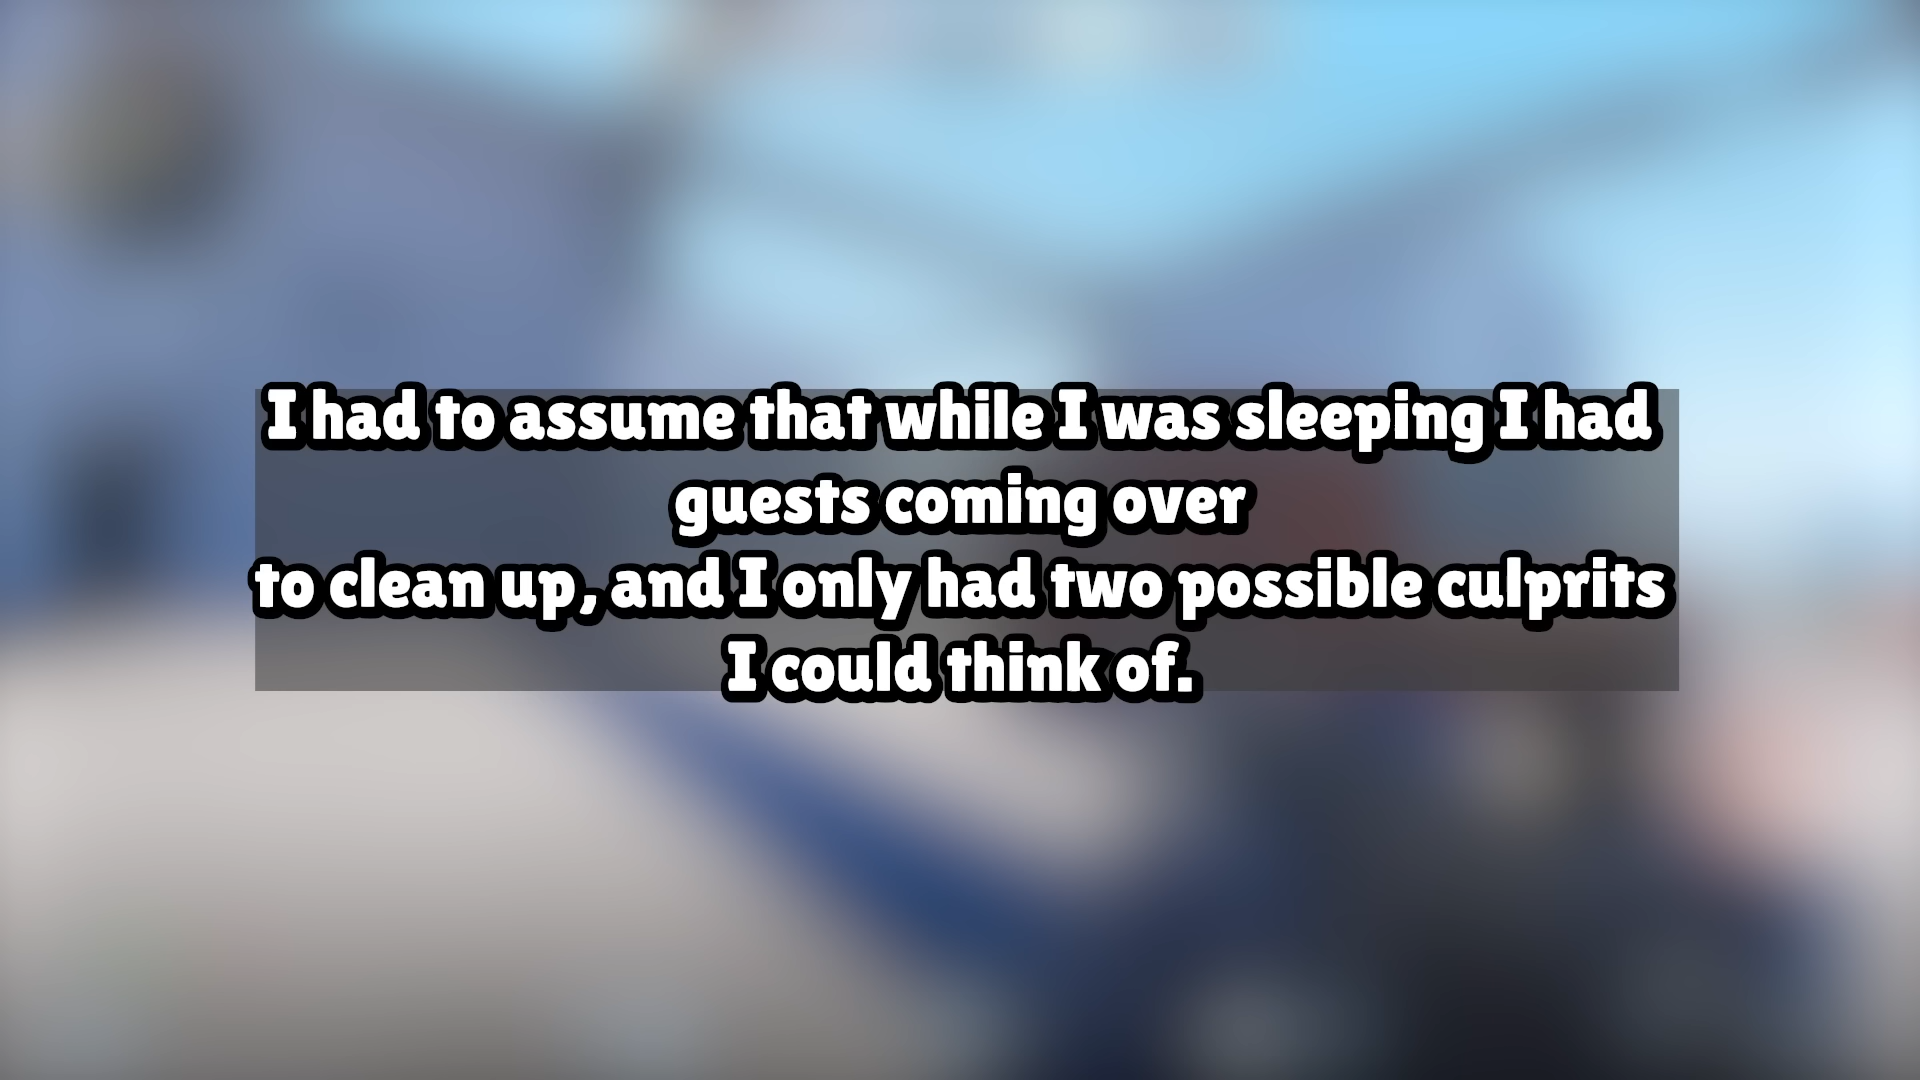 I had to assume that while I was sleeping I had
guests coming over
to clean up, and I only had two possible culprits
I could think of.